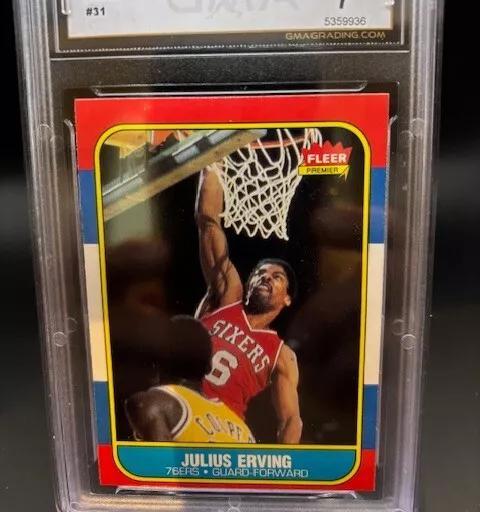 #31
5359936
GMAGRADING.COM
FLEER
PREMIER
SIXERS
6
JULIUS ERVING
76ERS • GUARD-FORWARD